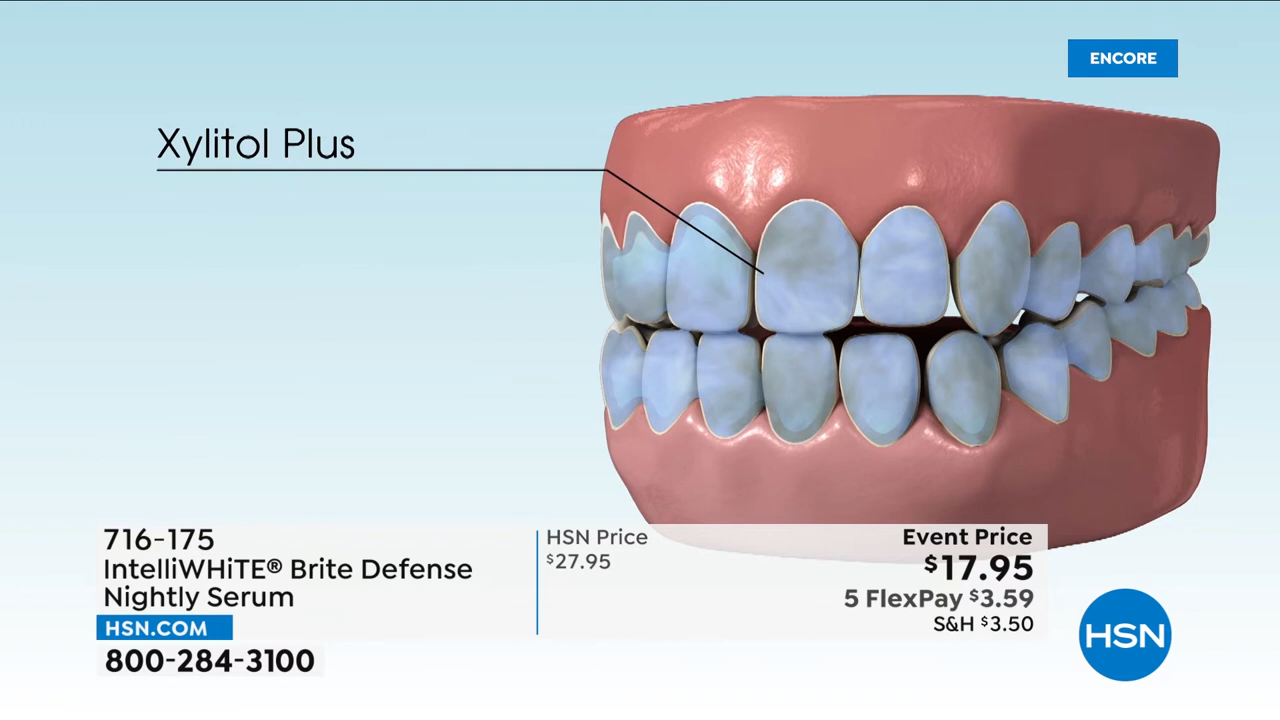 ENCORE
Xylitol Plus
716-175
IntelliWHiTE® Brite Defense
Nightly Serum
HSN.COM
800-284-3100
HSN Price
$27.95
Event Price
$17.95
5 FlexPay $3.59
S&H $3.50
HSN